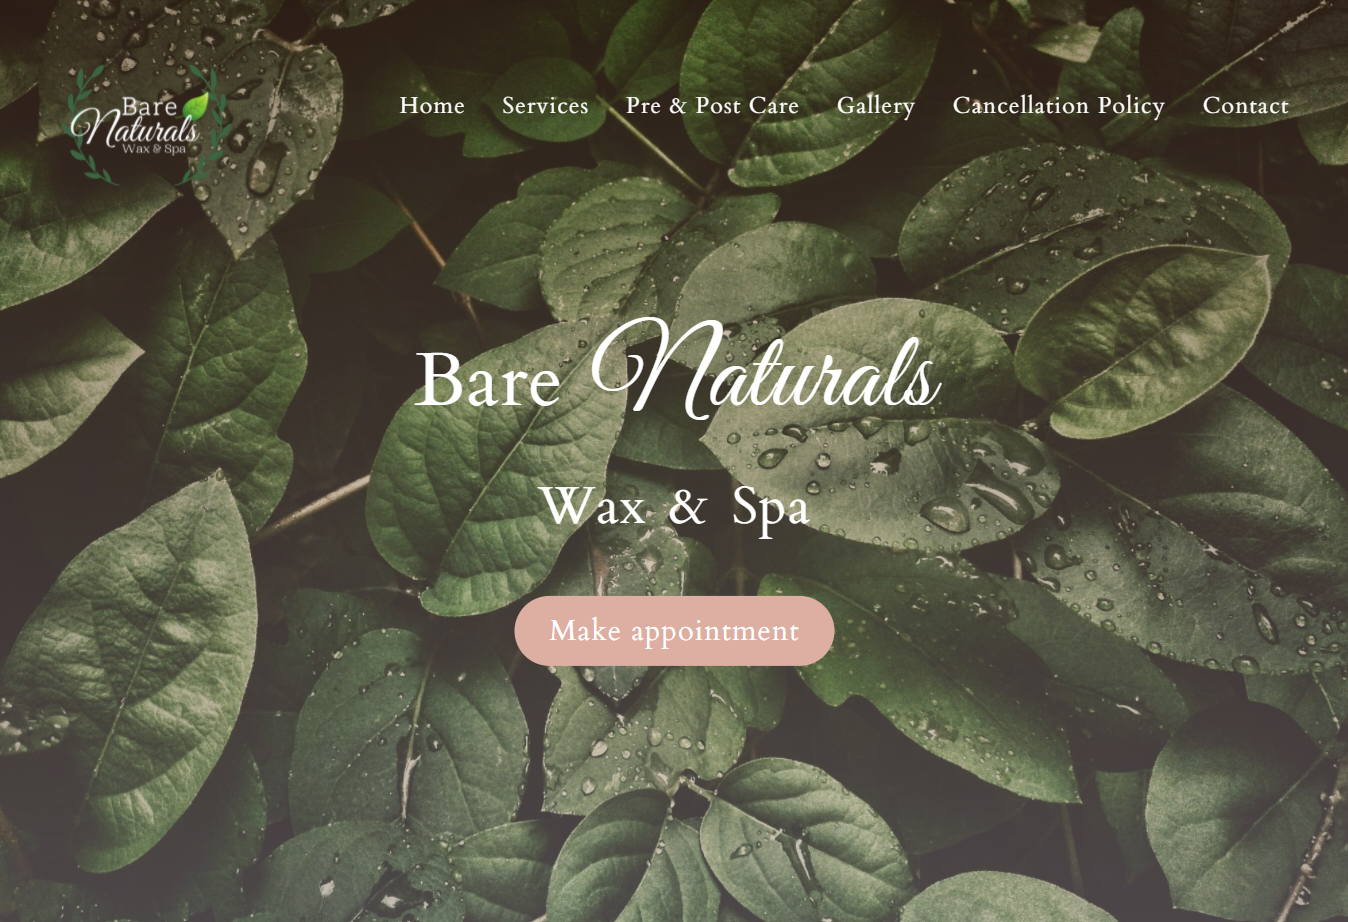 Bare
Naturals
Wax & Spa
Home Services Pre & Post Care Gallery Cancellation Policy Contact
Bare Naturals
Wax & Spa
Make appointment